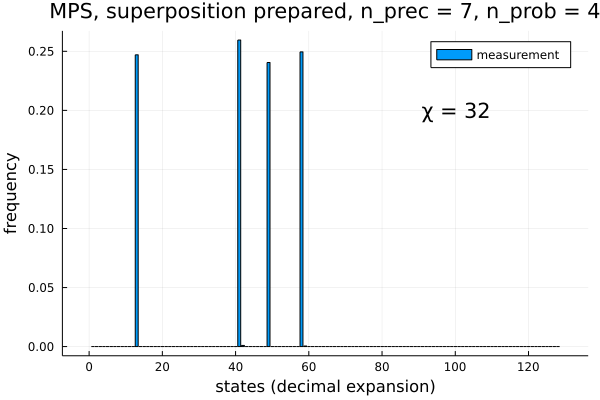 MPS, superposition prepared, n_prec = 7, n_prob = 4
measurement
χ = 32
frequency
0.25
0.20
0.15
0.10
0.05
0.00
0 20 40 60 80 100 120
states (decimal expansion)